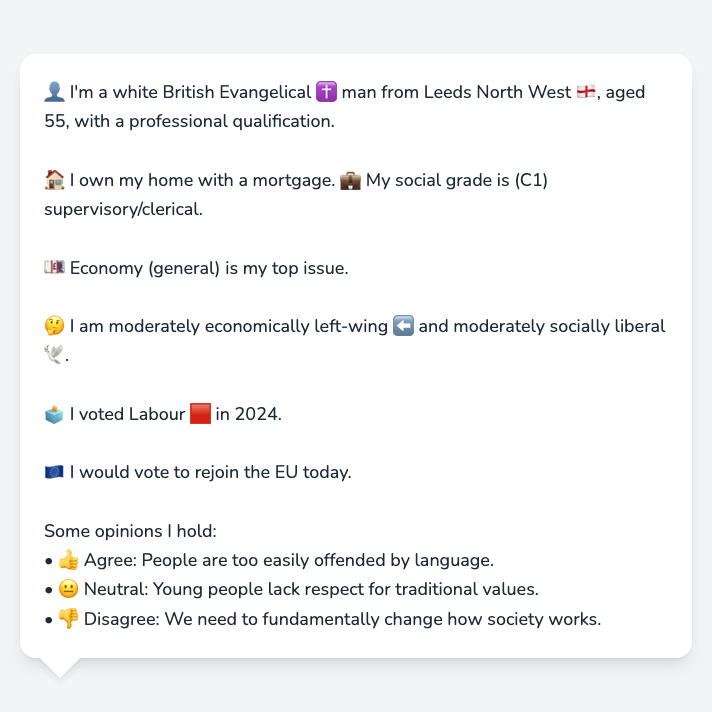 👤 I'm a white British Evangelical ✝️ man from Leeds North West 🏴󠁧󠁢󠁥󠁮󠁧󠁿, aged
55, with a professional qualification.
🏠 I own my home with a mortgage. 💼 My social grade is (C1)
supervisory/clerical.
💷 Economy (general) is my top issue.
🤔 I am moderately economically left-wing ⬅️ and moderately socially liberal
🕊️.
🗳️ I voted Labour 🟥 in 2024.
🇪🇺 I would vote to rejoin the EU today.
Some opinions I hold:
• 👍 Agree: People are too easily offended by language.
• 😐 Neutral: Young people lack respect for traditional values.
• 👎 Disagree: We need to fundamentally change how society works.